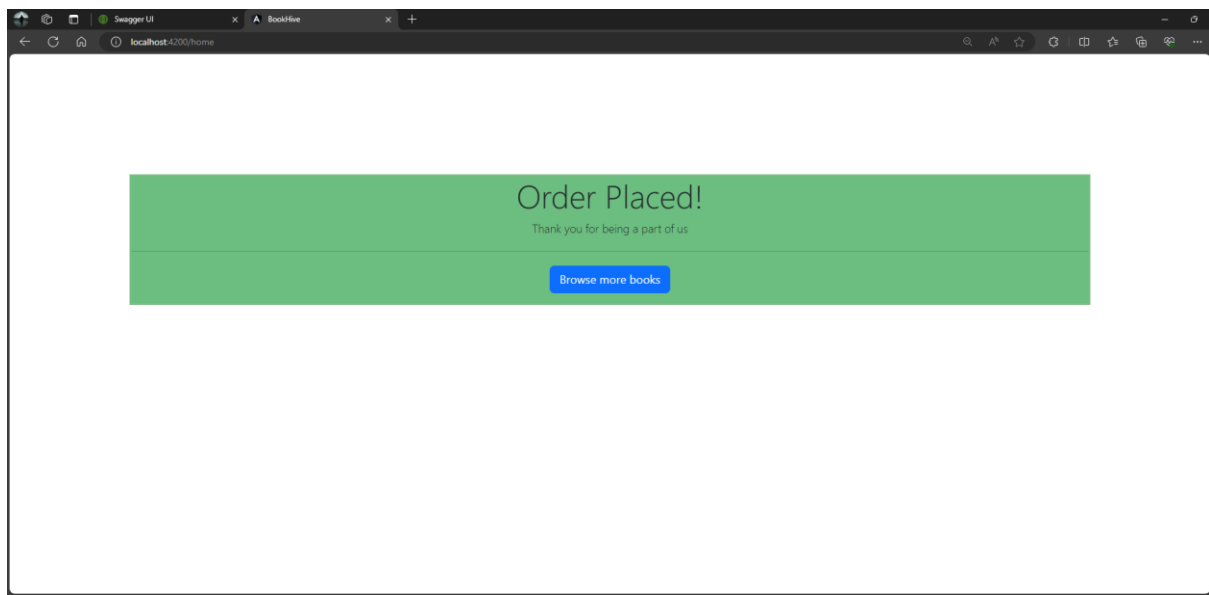 Swagger UI
BookHive
localhost:4200/home
Order Placed!
Thank you for being a part of us
Browse more books